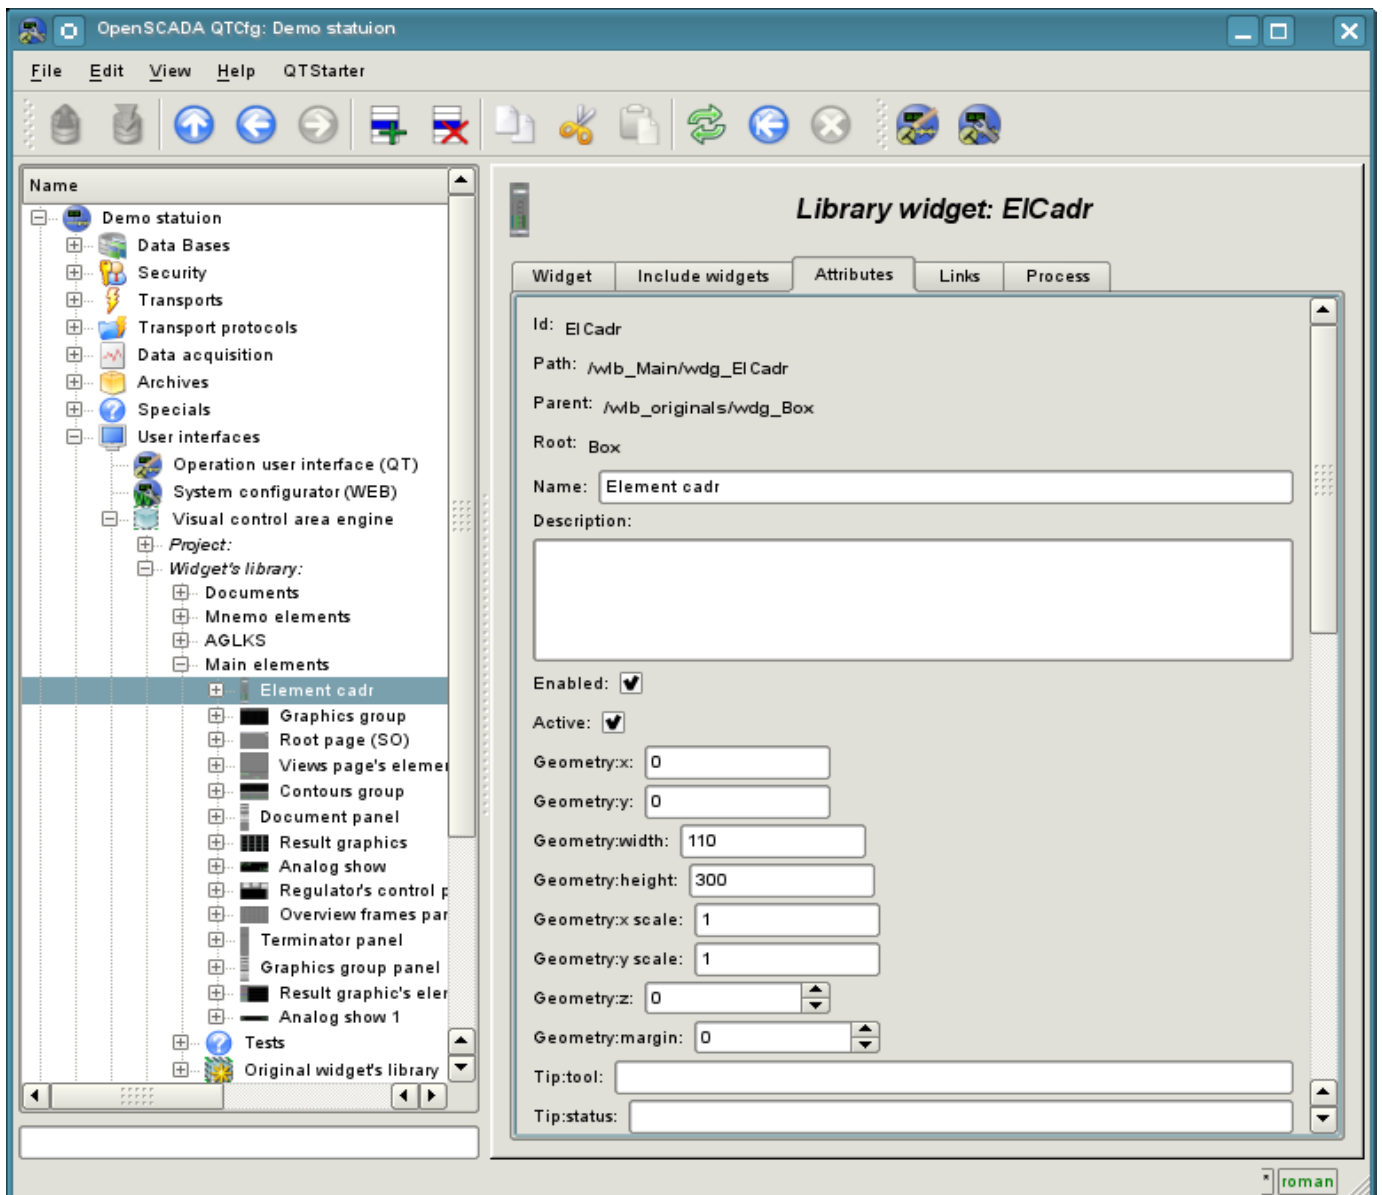 OpenSCADA QTCfg: Demo statuion
File Edit View Help QTStarter
Name
Demo statuion
Data Bases
Security
Transports
Transport protocols
Data acquisition
Archives
Specials
User interfaces
Operation user interface (QT)
System configurator (WEB)
Visual control area engine
Project:
Widget's library:
Documents
Mnemo elements
AGLKS
Main elements
Element cadr
Graphics group
Root page (SO)
Views page's elemer
Contours group
Document panel
Result graphics
Analog show
Regulator's control p
Overview frames par
Terminator panel
Graphics group panel
Result graphic's eler
Analog show 1
Tests
Original widget's library
Library widget: ElCadr
Widget Include widgets Attributes Links Process
Id: ElCadr
Path: /wlb_Main/wdg_ElCadr
Parent: /wlb_originals/wdg_Box
Root: Box
Name: Element cadr
Description:
Enabled:
Active:
Geometry:x: 0
Geometry:y: 0
Geometry:width: 110
Geometry:height: 300
Geometry:x scale: 1
Geometry:y scale: 1
Geometry:z: 0
Geometry:margin: 0
Tip:tool:
Tip:status:
* roman